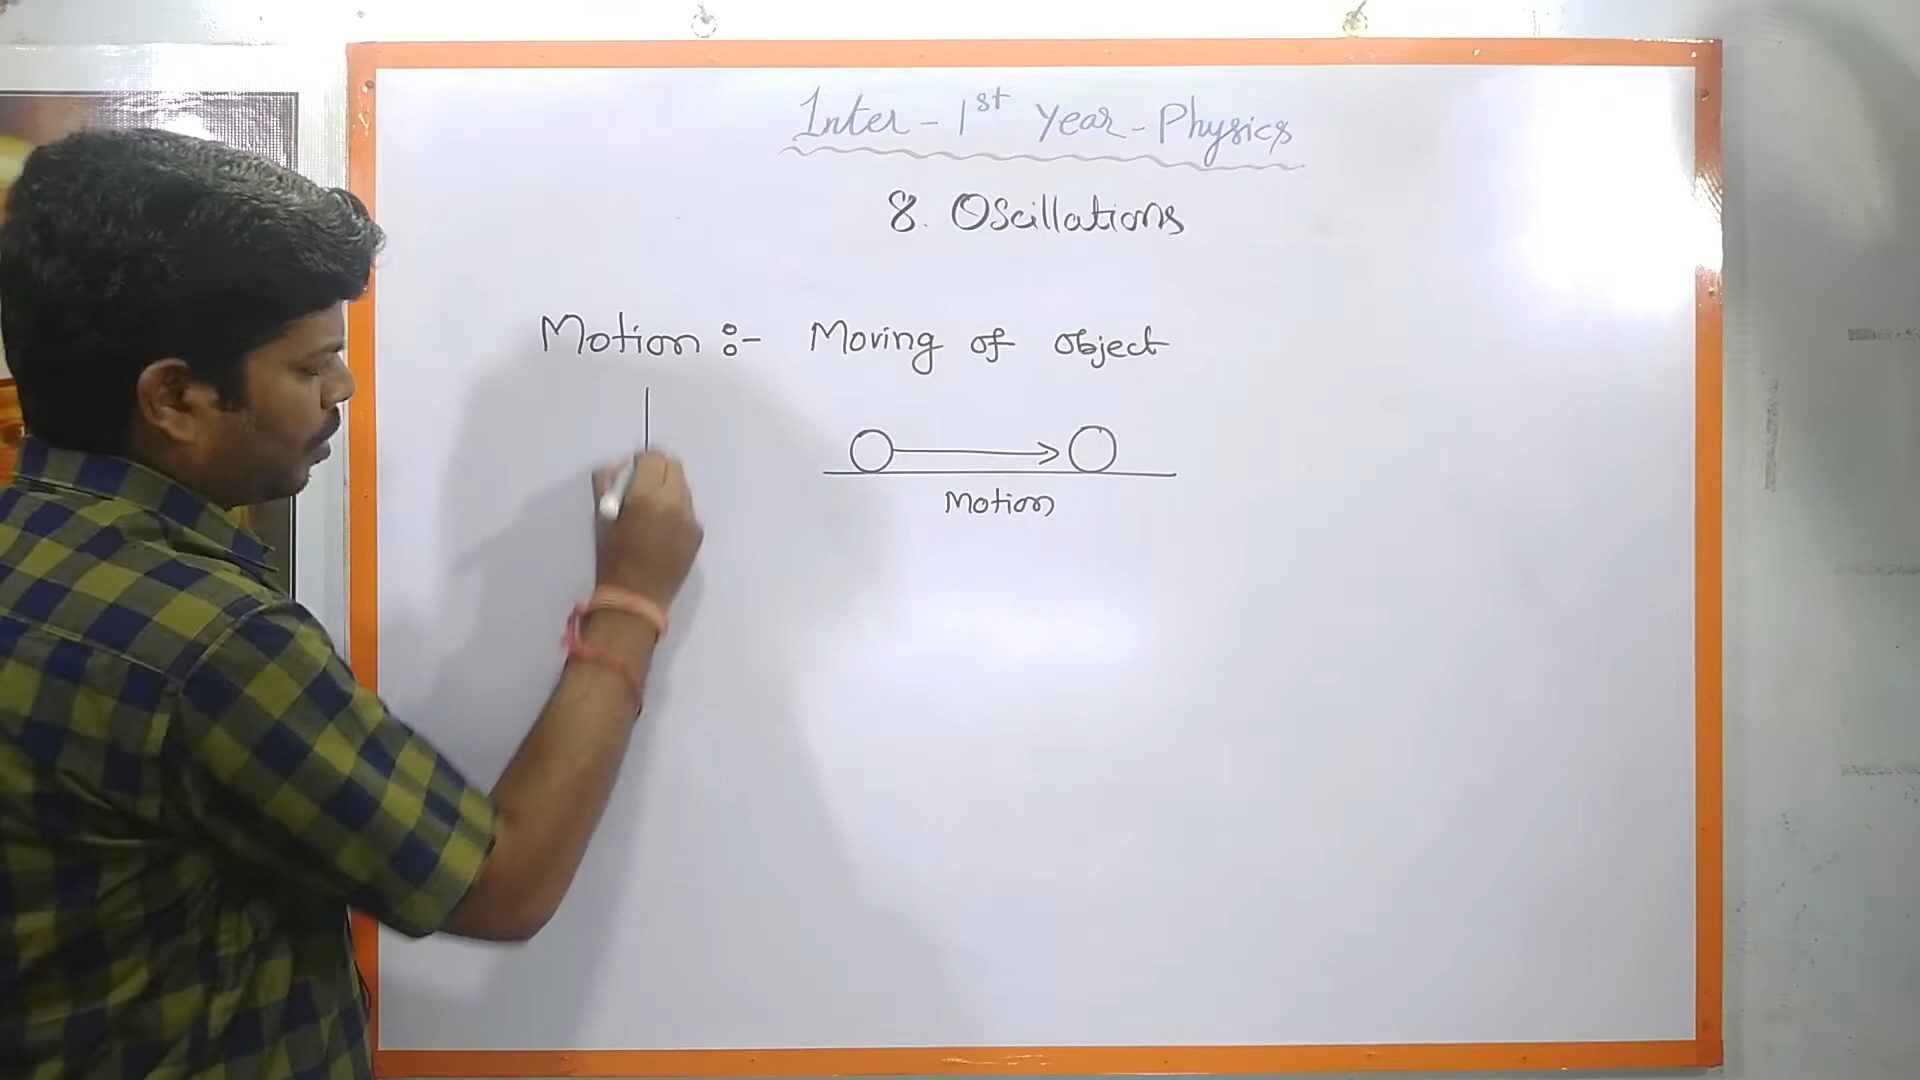 Inter - 1st Year - Physics
8. Oscillations
Motion :- Moving of object
Motion